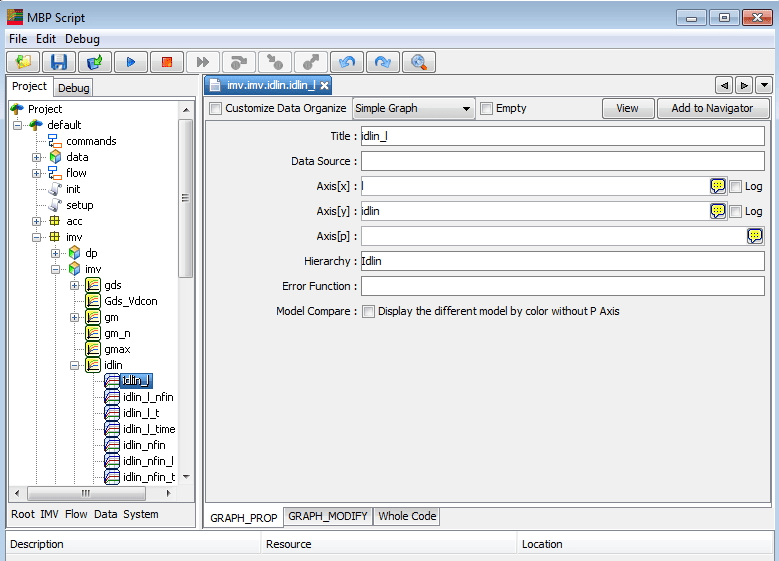 MBP Script
File Edit Debug
Project Debug
imv.imv.idlin.idlin_l
Customize Data Organize Simple Graph Empty View Add to Navigator
Project
default
commands
data
flow
init
setup
acc
imv
dp
imv
gds
Gds_Vdcon
gm
gm_n
gmax
idlin
idlin_l
idlin_l_nfin
idlin_l_t
idlin_l_time
idlin_nfin
idlin_nfin_l
idlin_nfin_t
Root IMV Flow Data System
Title : idlin_l
Data Source :
Axis[x] : l Log
Axis[y] : idlin Log
Axis[p] :
Hierarchy : Idlin
Error Function :
Model Compare : Display the different model by color without P Axis
GRAPH_PROP GRAPH_MODIFY Whole Code
Description Resource Location